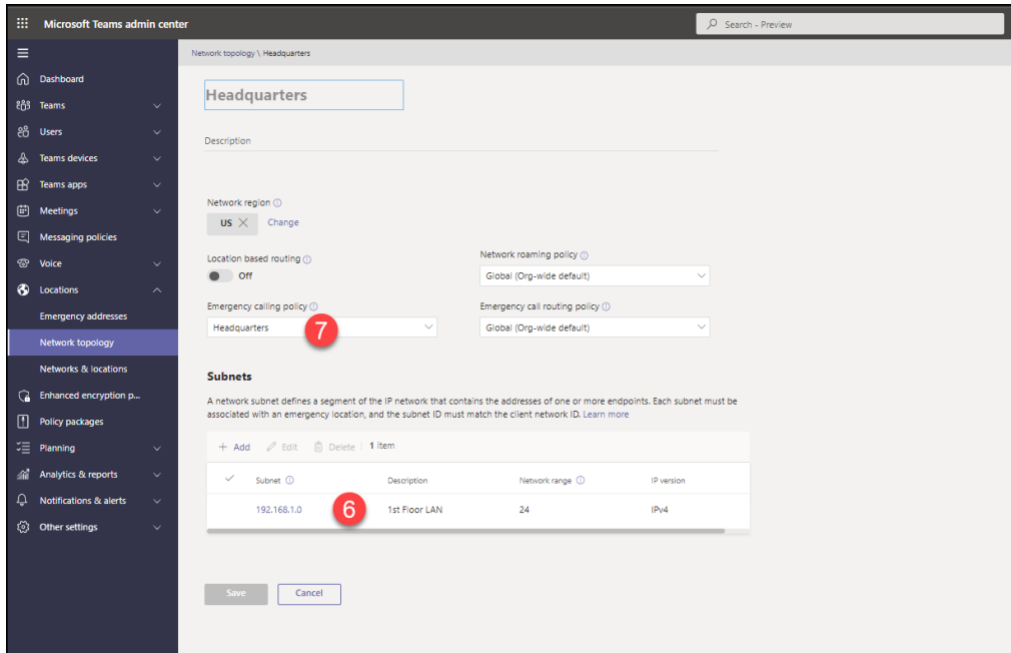 Microsoft Teams admin center
Search - Preview
Network topology \ Headquarters
Dashboard
Teams
Users
Teams devices
Teams apps
Meetings
Messaging policies
Voice
Locations
Emergency addresses
Network topology
Networks & locations
Enhanced encryption p...
Policy packages
Planning
Analytics & reports
Notifications & alerts
Other settings
Headquarters
Description
Network region
US Change
Location based routing
Off
Network roaming policy
Global (Org-wide default)
Emergency calling policy
Headquarters
7
Emergency call routing policy
Global (Org-wide default)
Subnets
A network subnet defines a segment of the IP network that contains the addresses of one or more endpoints. Each subnet must be
associated with an emergency location, and the subnet ID must match the client network ID. Learn more
+ Add Edit Delete 1 item
Subnet Description Network range IP version
192.168.1.0 6 1st Floor LAN 24 IPv4
Save Cancel